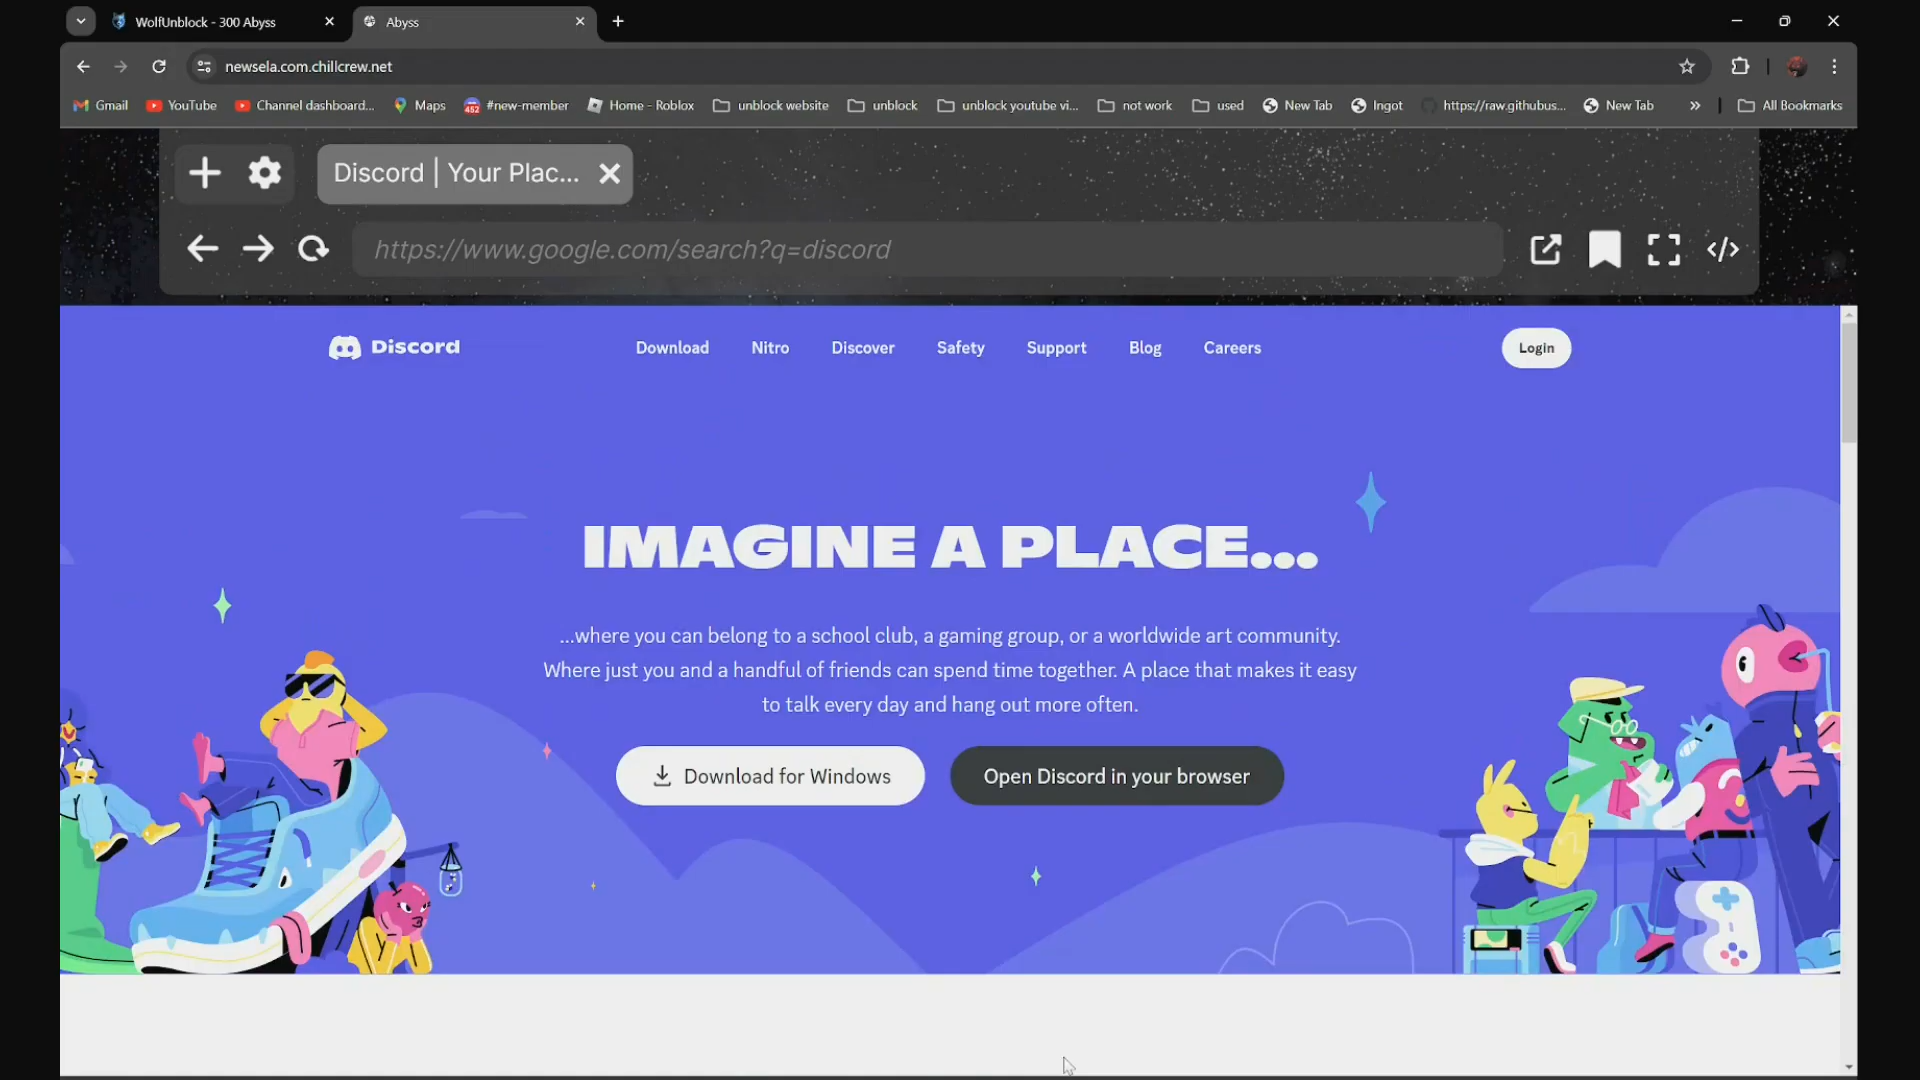 WolfUnblock - 300 Abyss
Abyss
newsela.com.chillcrew.net
Gmail
YouTube
Channel dashboard...
Maps
452
#new-member
Home - Roblox
unblock website
unblock
unblock youtube vi...
not work
used
New Tab
Ingot
https://raw.githubus...
New Tab
All Bookmarks
Discord | Your Plac...
https://www.google.com/search?q=discord
Discord
Download
Nitro
Discover
Safety
Support
Blog
Careers
Login
IMAGINE A PLACE...
...where you can belong to a school club, a gaming group, or a worldwide art community.
Where just you and a handful of friends can spend time together. A place that makes it easy
to talk every day and hang out more often.
Download for Windows
Open Discord in your browser